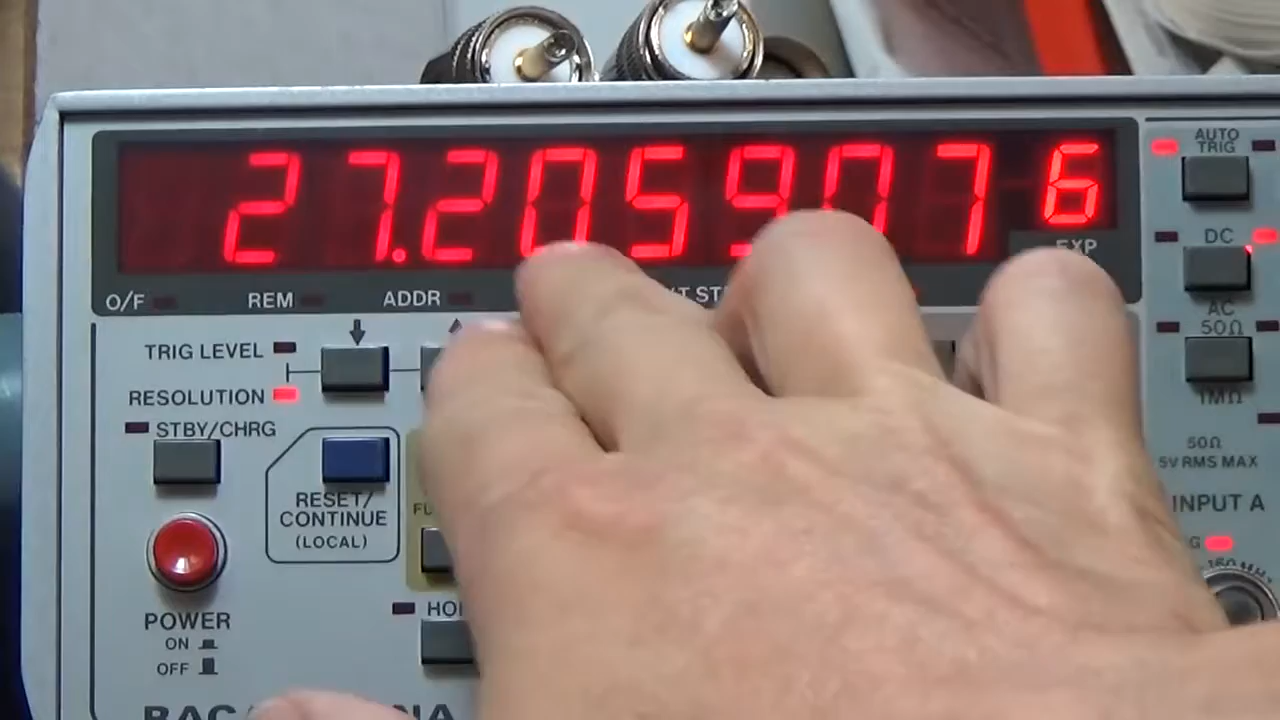 27.2059077 6
AUTO
TRIG
EXP
DC
O/F REM ADDR
AC
50Ω
TRIG LEVEL
RESOLUTION
1MΩ
STBY/CHRG
50Ω
5V RMS MAX
RESET/
CONTINUE
(LOCAL)
INPUT A
POWER
ON
OFF